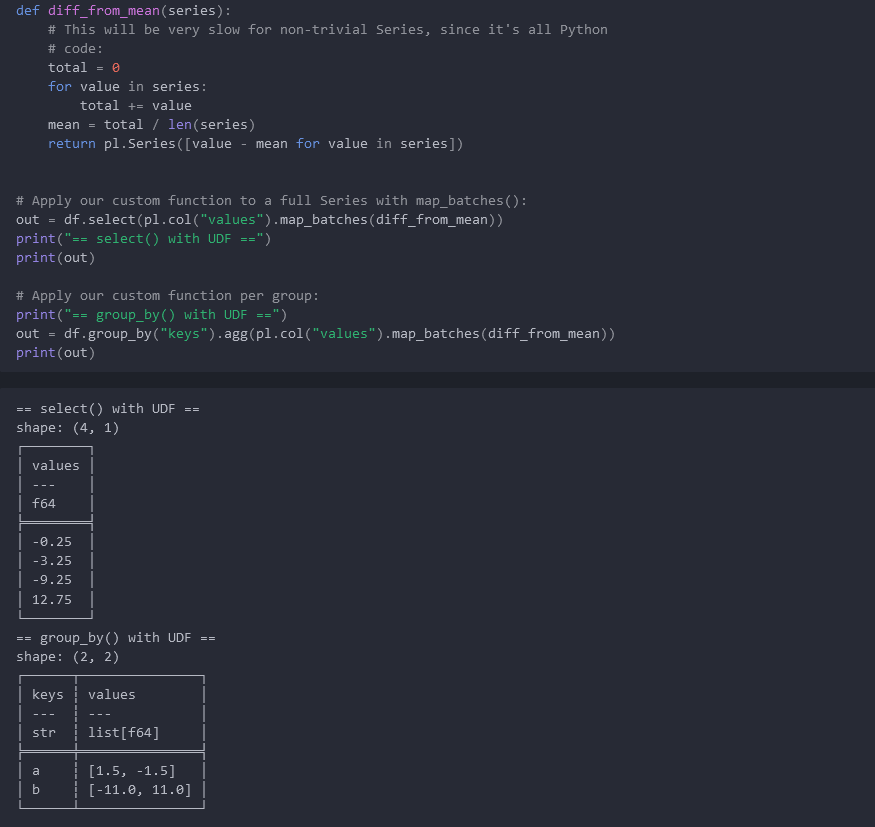 def diff_from_mean(series):
    # This will be very slow for non-trivial Series, since it's all Python
    # code:
    total = 0
    for value in series:
        total += value
    mean = total / len(series)
    return pl.Series([value - mean for value in series])
# Apply our custom function to a full Series with map_batches():
out = df.select(pl.col("values").map_batches(diff_from_mean))
print("== select() with UDF ==")
print(out)
# Apply our custom function per group:
print("== group_by() with UDF ==")
out = df.group_by("keys").agg(pl.col("values").map_batches(diff_from_mean))
print(out)
== select() with UDF ==
shape: (4, 1)
┌────────┐
│ values │
│ ---    │
│ f64    │
╞════════╡
│ -0.25  │
│ -3.25  │
│ -9.25  │
│ 12.75  │
└────────┘
== group_by() with UDF ==
shape: (2, 2)
┌──────┬───────────────┐
│ keys ┆ values        │
│ ---  ┆ ---           │
│ str  ┆ list[f64]     │
╞══════╪═══════════════╡
│ a    ┆ [1.5, -1.5]   │
│ b    ┆ [-11.0, 11.0] │
└──────┴───────────────┘